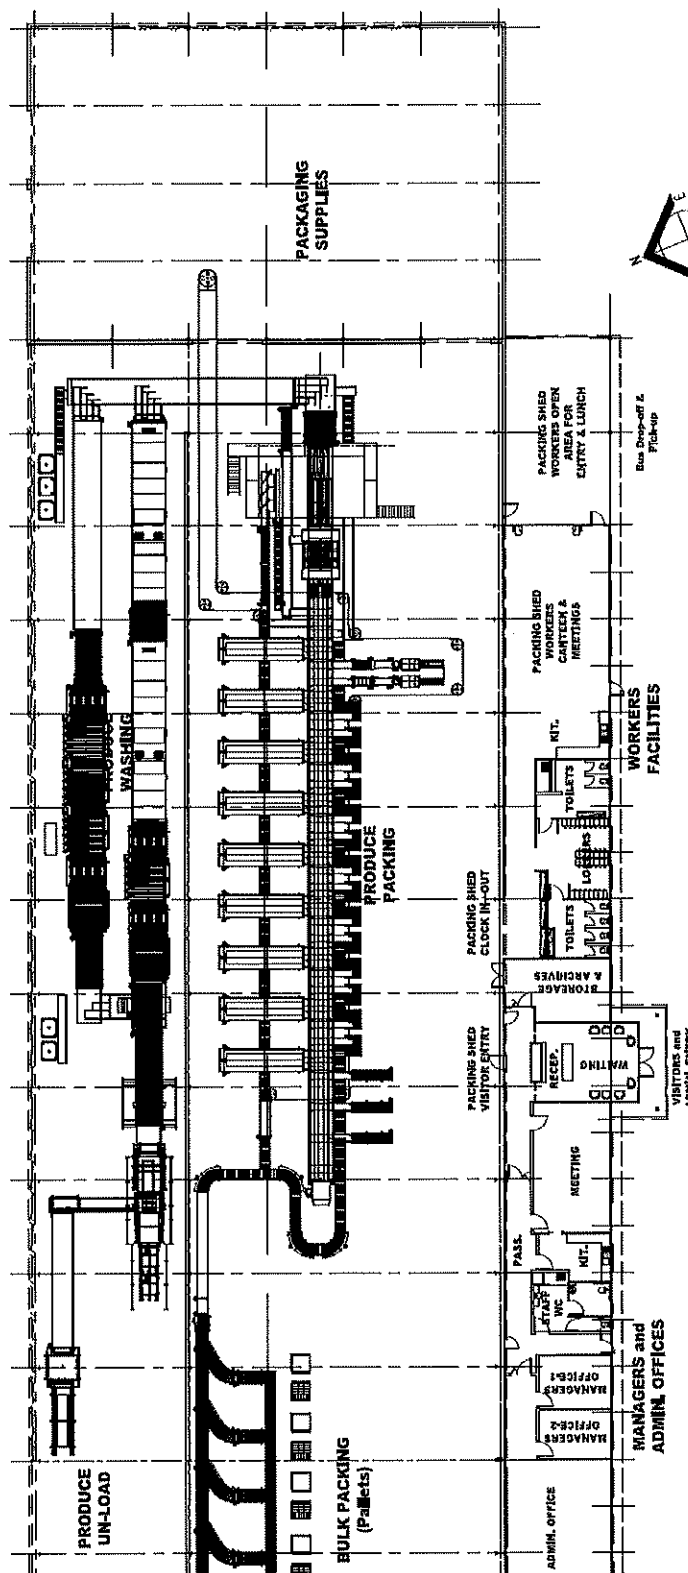 PACKAGING
SUPPLIES
N
E
PACKING SHED
WORKERS OPEN
AREA FOR
ENTRY & LUNCH
Bus Drop-off &
Pick-up
PACKING SHED
WORKERS
CANTEEN &
MEETINGS
PRODUCE
WASHING
KIT.
WORKERS
FACILITIES
TOILETS
PRODUCE
PACKING
LOCKERS
PACKING SHED
CLOCK IN-OUT
TOILETS
STOREAGE
& ARCHIVES
PACKING SHED
VISITOR ENTRY
RECEP.
WAITING
VISITORS and
MEETING
PASS.
KIT.
STAFF
WC
MANAGERS
OFFICE-1
MANAGERS
OFFICE-2
MANAGERS and
ADMIN. OFFICES
PRODUCE
UN-LOAD
BULK PACKING
(Pallets)
ADMIN. OFFICE